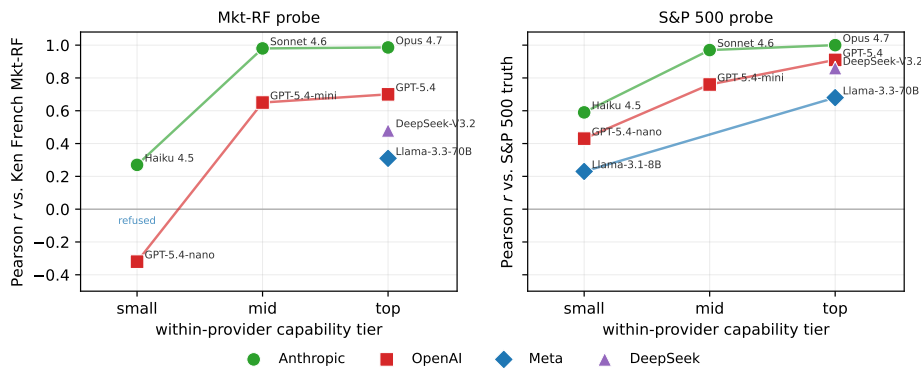 Mkt-RF probe
Pearson r vs. Ken French Mkt-RF
1.0
0.8
0.6
0.4
0.2
0.0
−0.2
−0.4
Haiku 4.5
Sonnet 4.6
Opus 4.7
GPT-5.4-nano
GPT-5.4-mini
GPT-5.4
DeepSeek-V3.2
Llama-3.3-70B
refused
small
mid
top
within-provider capability tier
S&P 500 probe
Pearson r vs. S&P 500 truth
Haiku 4.5
Sonnet 4.6
Opus 4.7
GPT-5.4
DeepSeek-V3.2
GPT-5.4-mini
Llama-3.3-70B
GPT-5.4-nano
Llama-3.1-8B
small
mid
top
within-provider capability tier
Anthropic
OpenAI
Meta
DeepSeek